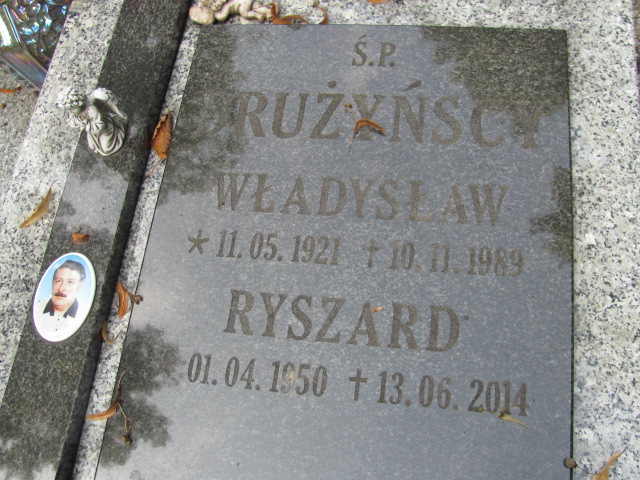 Ś.P.
DRUŻYŃSCY
WŁADYSŁAW
* 11.05.1921 † 10.11.1989
RYSZARD
01.04.1950 † 13.06.2014